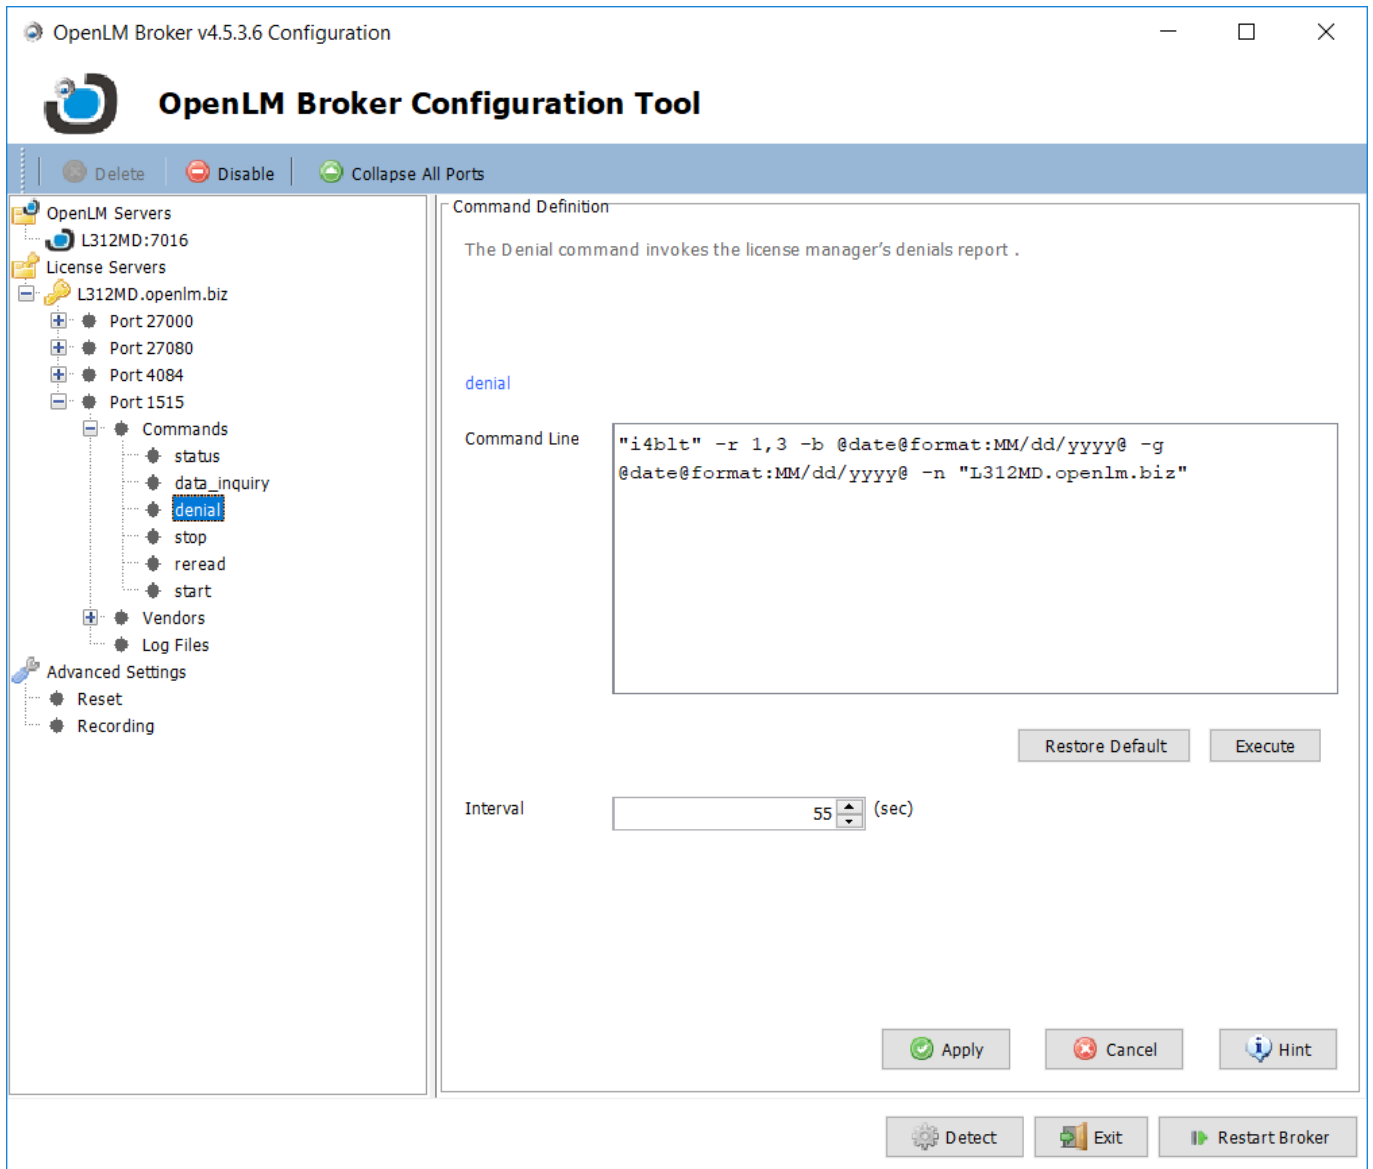 OpenLM Broker v4.5.3.6 Configuration
OpenLM Broker Configuration Tool
Delete Disable Collapse All Ports
OpenLM Servers
L312MD:7016
License Servers
L312MD.openlm.biz
Port 27000
Port 27080
Port 4084
Port 1515
Commands
status
data_inquiry
denial
stop
reread
start
Vendors
Log Files
Advanced Settings
Reset
Recording
Command Definition
The Denial command invokes the license manager's denials report .
denial
Command Line
"i4blt" -r 1,3 -b @date@format:MM/dd/yyyy@ -g
@date@format:MM/dd/yyyy@ -n "L312MD.openlm.biz"
Restore Default Execute
Interval 55 (sec)
Apply Cancel Hint
Detect Exit Restart Broker